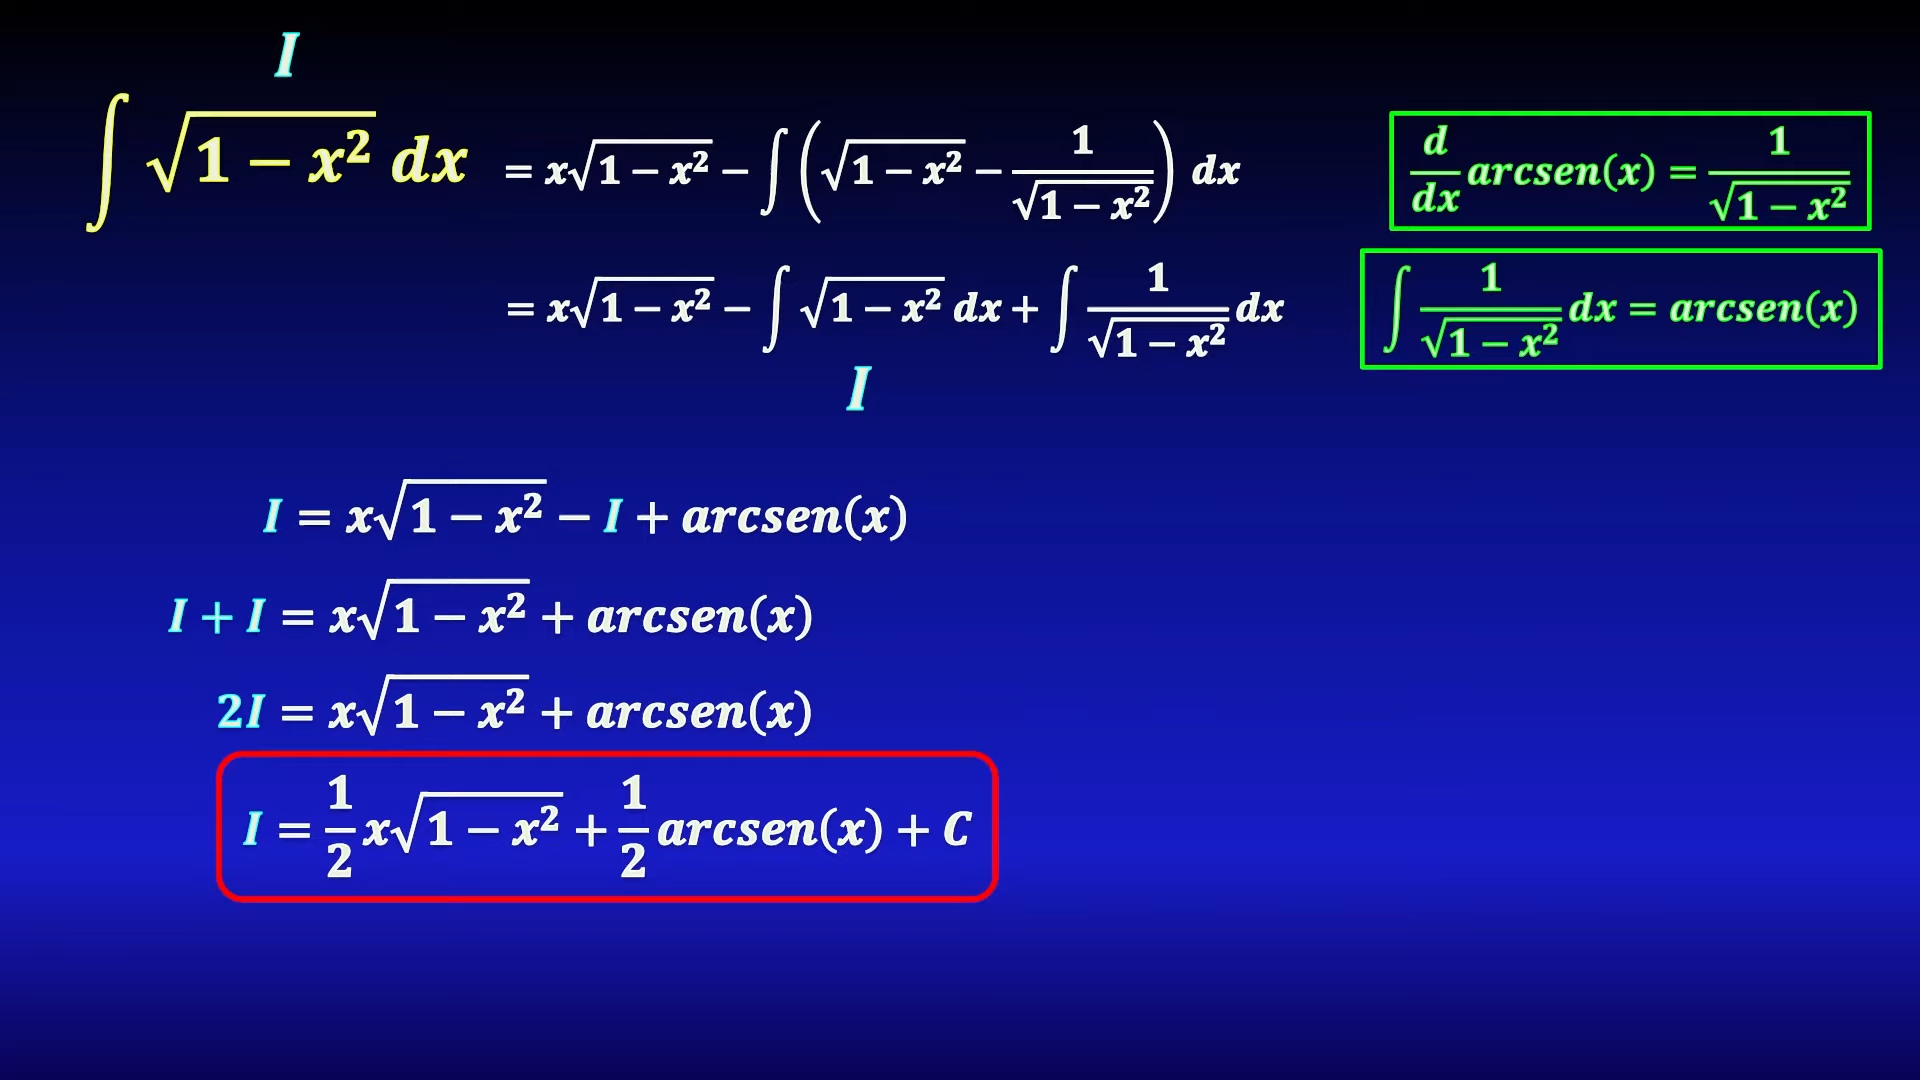 I
∫ √(1 − x²) dx = x√(1 − x²) − ∫ (√(1 − x²) − 1/√(1 − x²)) dx
d/dx arcsen(x) = 1/√(1 − x²)
= x√(1 − x²) − ∫ √(1 − x²) dx + ∫ 1/√(1 − x²) dx
∫ 1/√(1 − x²) dx = arcsen(x)
I
I = x√(1 − x²) − I + arcsen(x)
I + I = x√(1 − x²) + arcsen(x)
2I = x√(1 − x²) + arcsen(x)
I = 1/2 x√(1 − x²) + 1/2 arcsen(x) + C